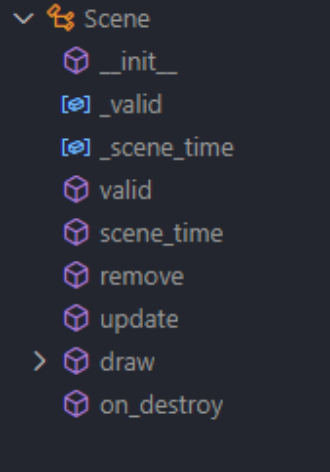 Scene
__init__
_valid
_scene_time
valid
scene_time
remove
update
draw
on_destroy